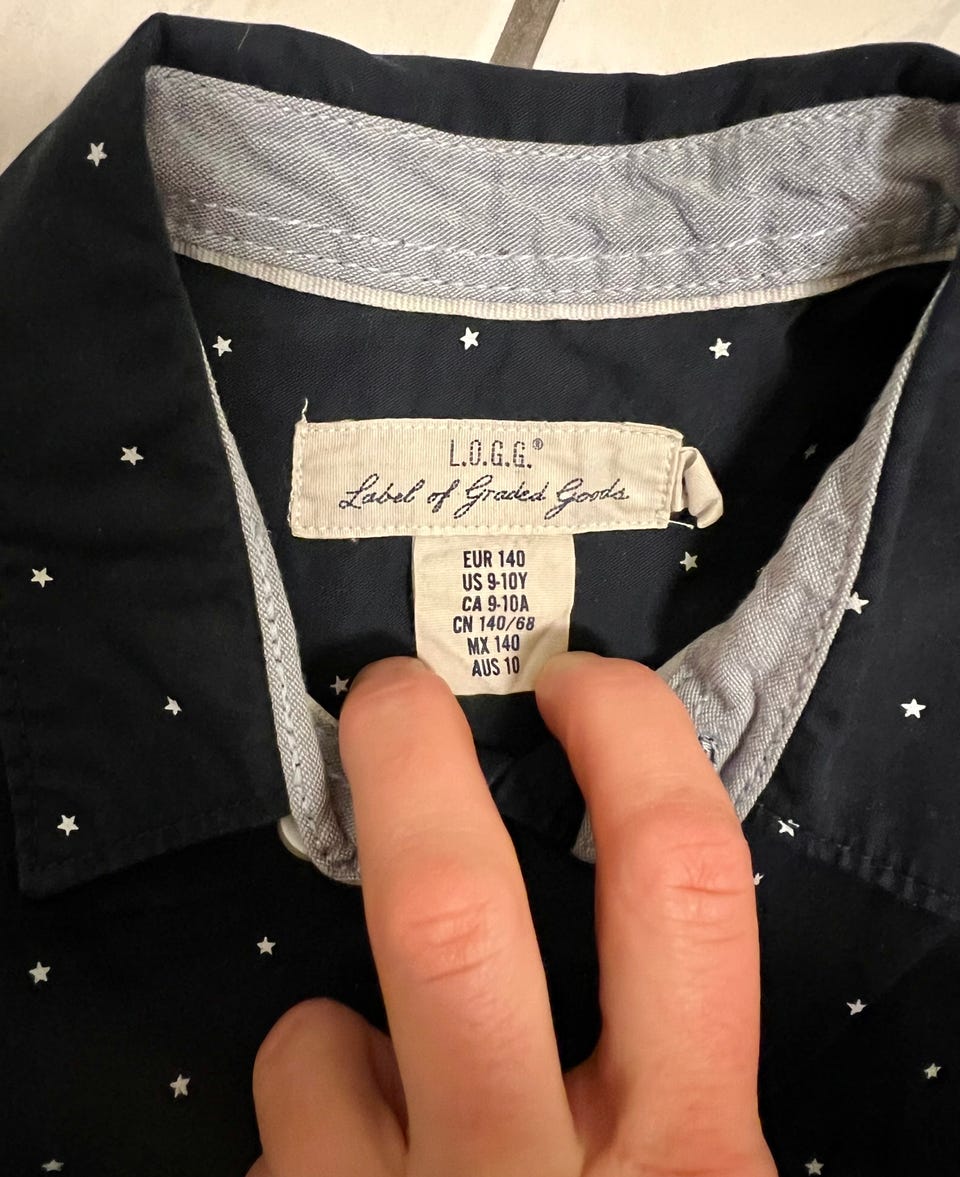 L.O.G.G.®
Label of Graded Goods
EUR 140
US 9-10Y
CA 9-10A
CN 140/68
MX 140
AUS 10